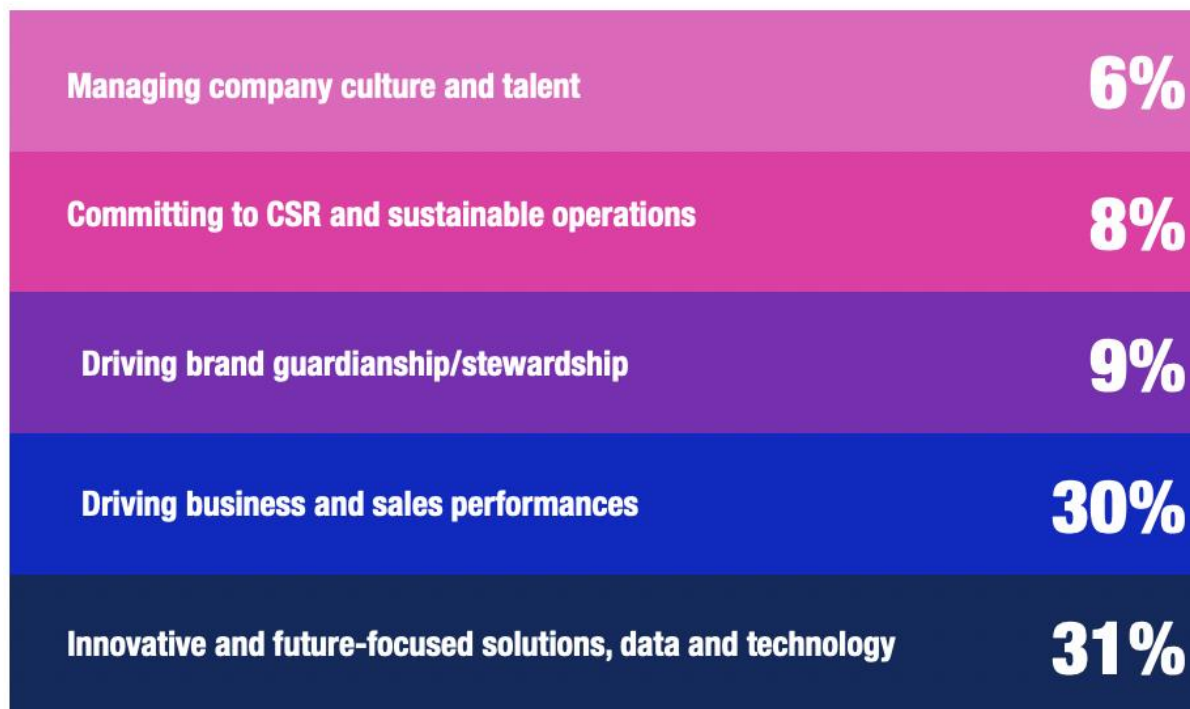 Managing company culture and talent 6%
Committing to CSR and sustainable operations 8%
Driving brand guardianship/stewardship 9%
Driving business and sales performances 30%
Innovative and future-focused solutions, data and technology 31%